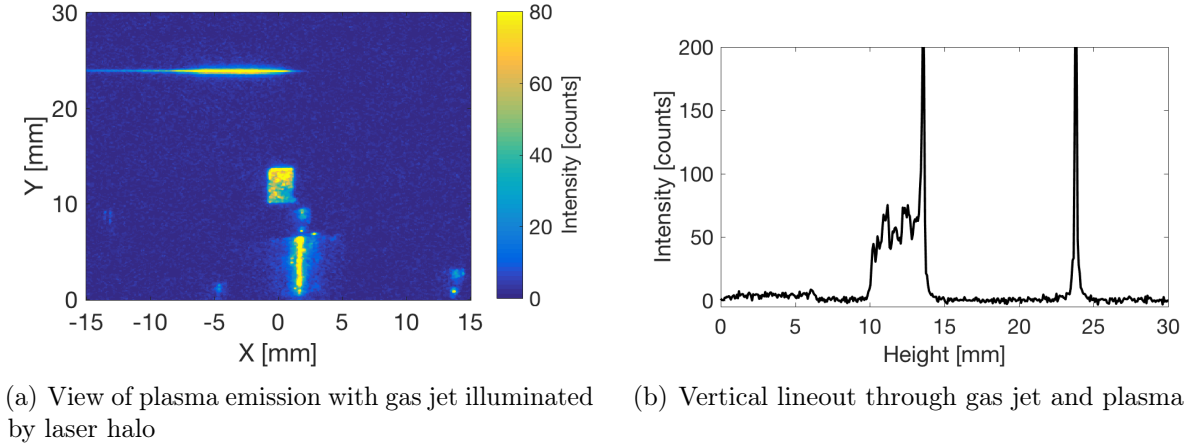 30
20
10
0
Y [mm]
-15 -10 -5 0 5 10 15
X [mm]
80
60
40
20
0
Intensity [counts]
200
150
100
50
0
Intensity [counts]
0 5 10 15 20 25 30
Height [mm]
(a) View of plasma emission with gas jet illuminated
by laser halo
(b) Vertical lineout through gas jet and plasma